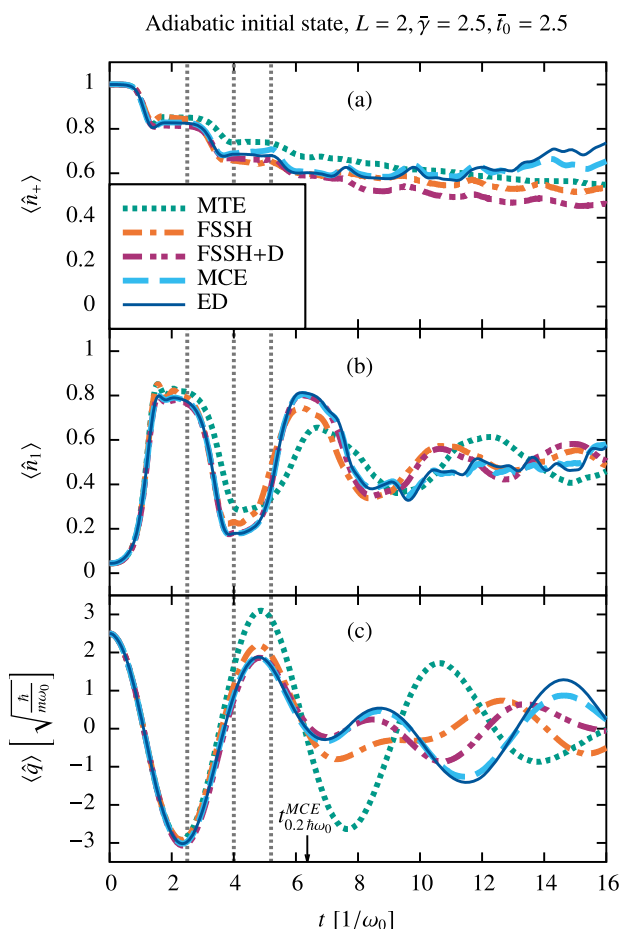 Adiabatic initial state, L = 2, γ̄ = 2.5, t̄₀ = 2.5
1
0.8
0.6
0.4
0.2
0
⟨n̂₊⟩
(a)
MTE
FSSH
FSSH+D
MCE
ED
1
0.8
0.6
0.4
0.2
0
⟨n̂₁⟩
(b)
3
2
1
0
-1
-2
-3
⟨q̂⟩ [√(ħ/mω₀)]
(c)
t^{MCE}_{0.2ħω₀}
0 2 4 6 8 10 12 14 16
t [1/ω₀]